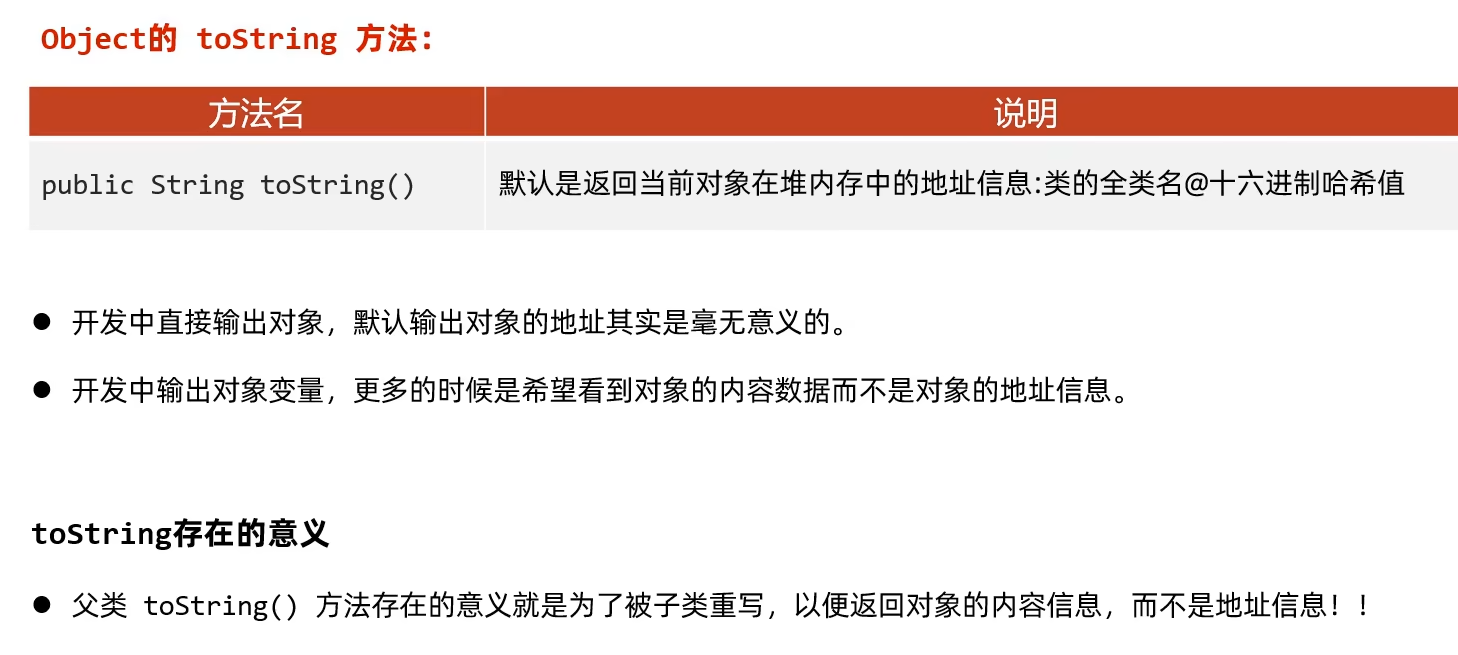 Object的 toString 方法:
方法名 说明
public String toString() 默认是返回当前对象在堆内存中的地址信息:类的全类名@十六进制哈希值
● 开发中直接输出对象，默认输出对象的地址其实是毫无意义的。
● 开发中输出对象变量，更多的时候是希望看到对象的内容数据而不是对象的地址信息。
toString存在的意义
● 父类 toString() 方法存在的意义就是为了被子类重写，以便返回对象的内容信息，而不是地址信息！！